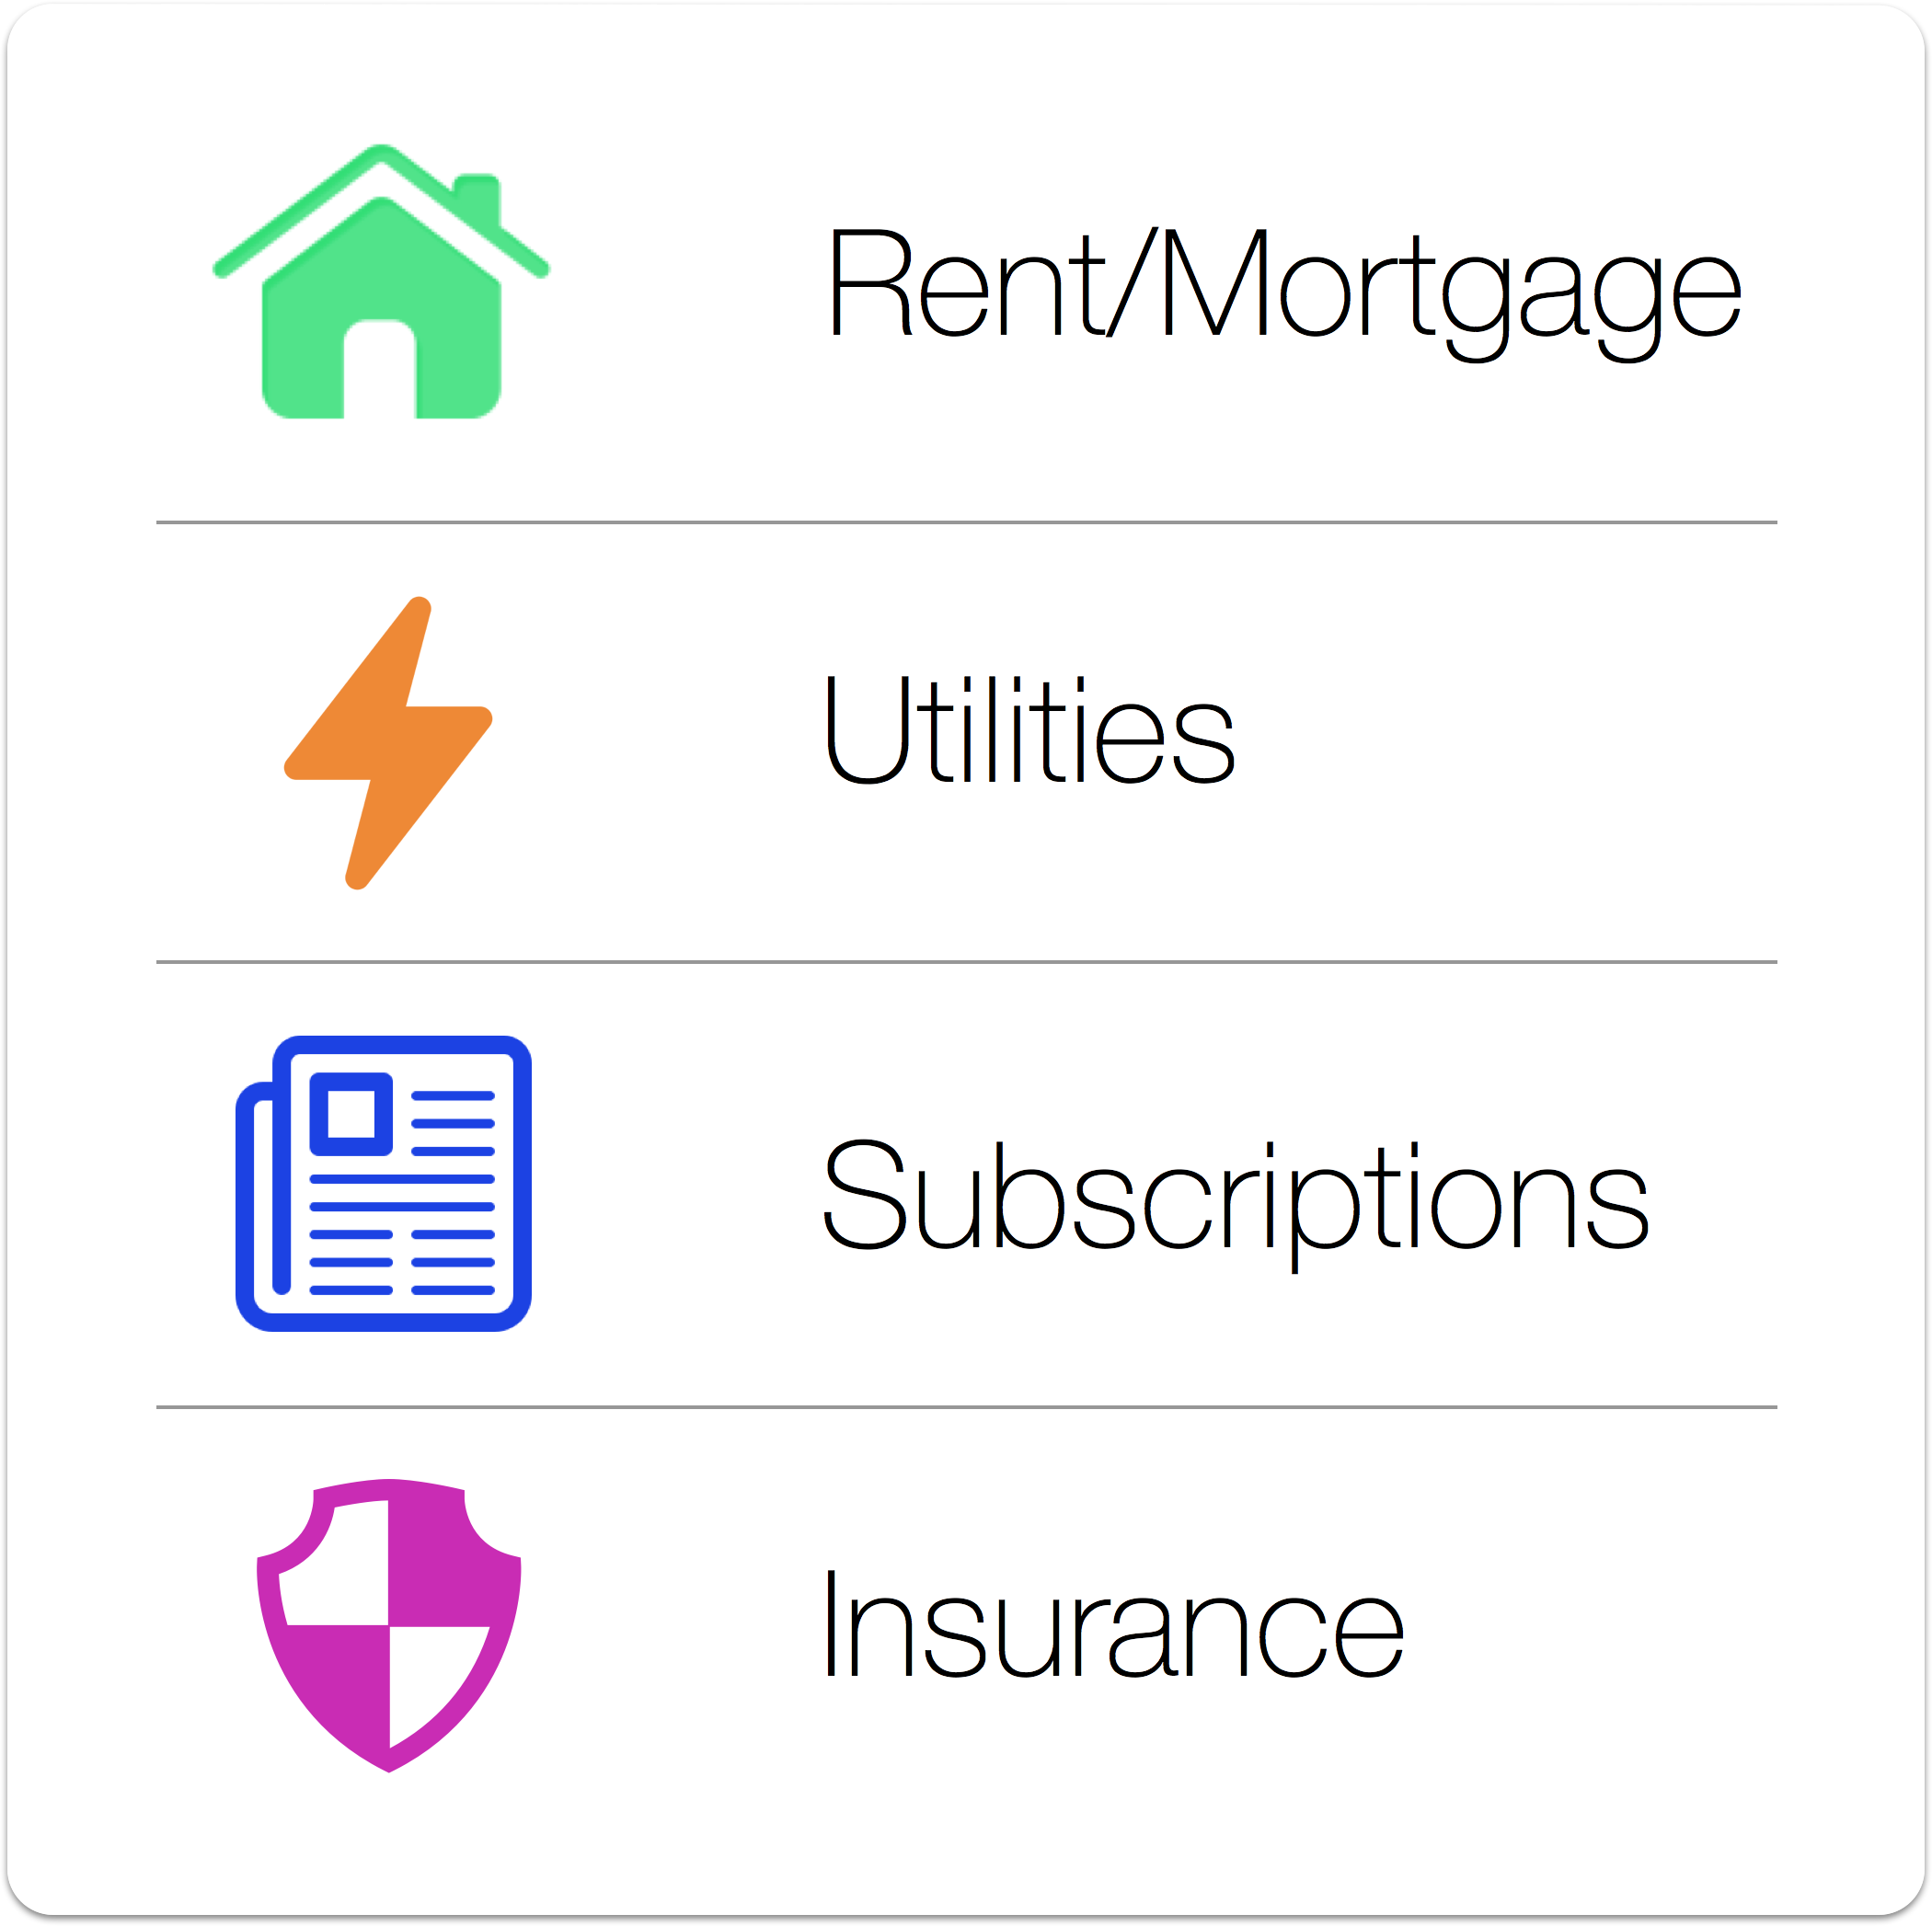 Rent/Mortgage
Utilities
Subscriptions
Insurance